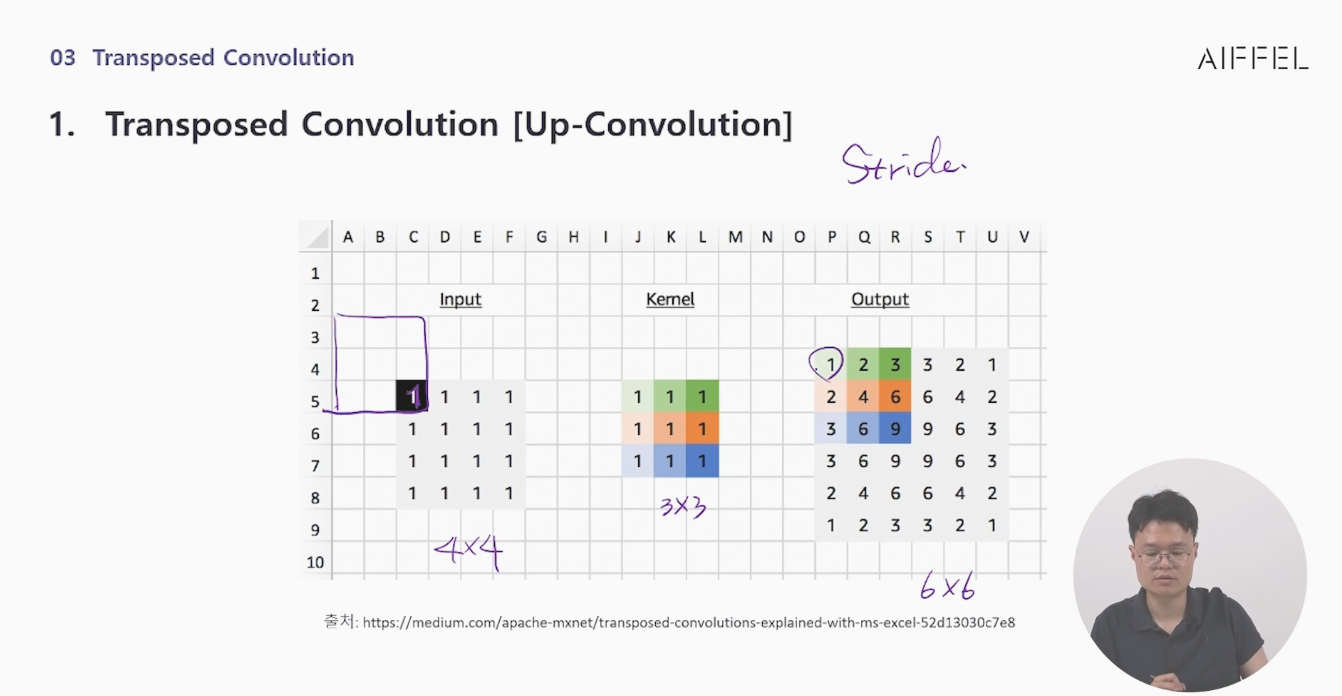 03 Transposed Convolution
AIFFEL
1. Transposed Convolution [Up-Convolution]
Stride.
A B C D E F G H I J K L M N O P Q R S T U V
1
2 Input Kernel Output
3
4 1 2 3 3 2 1
5 1 1 1 1 1 1 1 2 4 6 6 4 2
6 1 1 1 1 1 1 1 3 6 9 9 6 3
7 1 1 1 1 1 1 1 3 6 9 9 6 3
8 1 1 1 1 2 4 6 6 4 2
9 1 2 3 3 2 1
10
4×4 3×3 6×6
출처: https://medium.com/apache-mxnet/transposed-convolutions-explained-with-ms-excel-52d13030c7e8